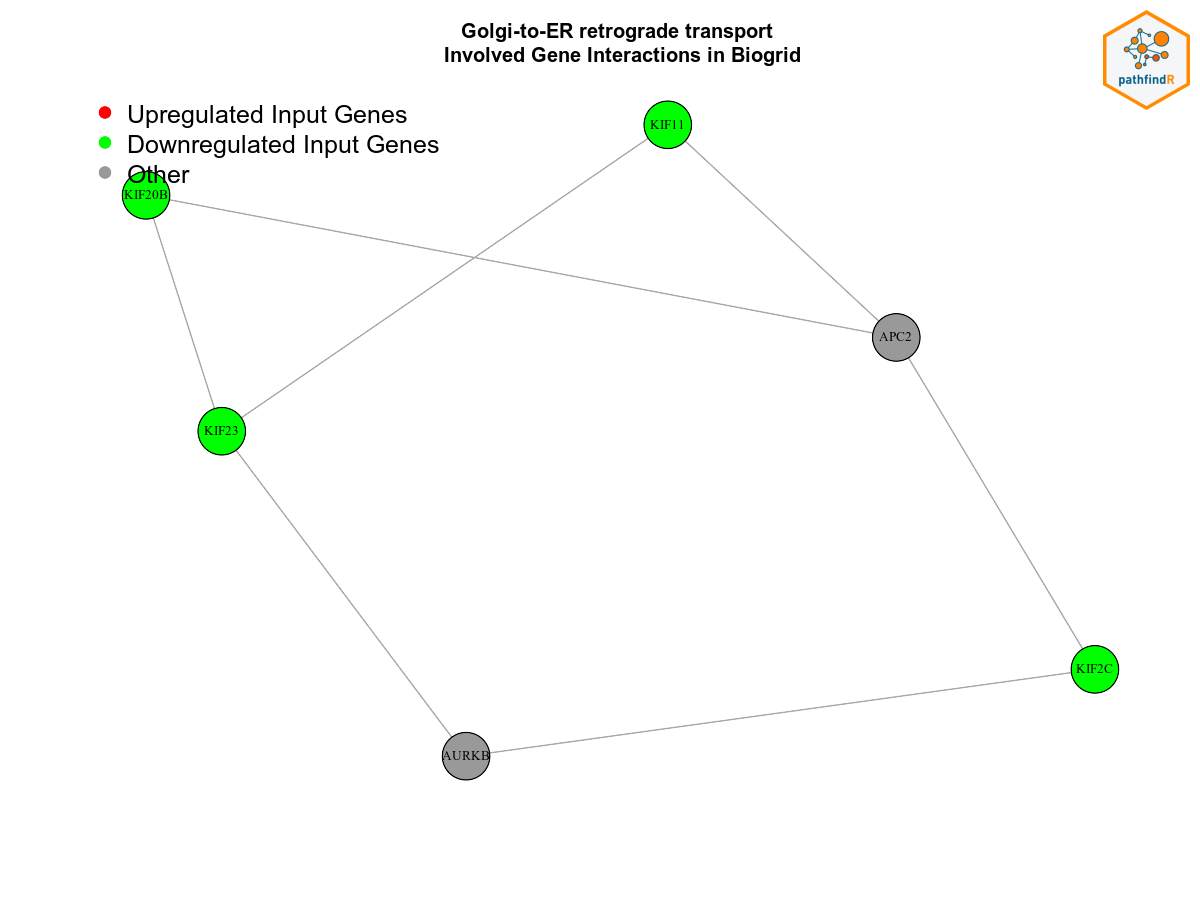 Golgi-to-ER retrograde transport
Involved Gene Interactions in Biogrid
pathfindR
Upregulated Input Genes
Downregulated Input Genes
Other
KIF11
KIF20B
APC2
KIF23
KIF2C
AURKB